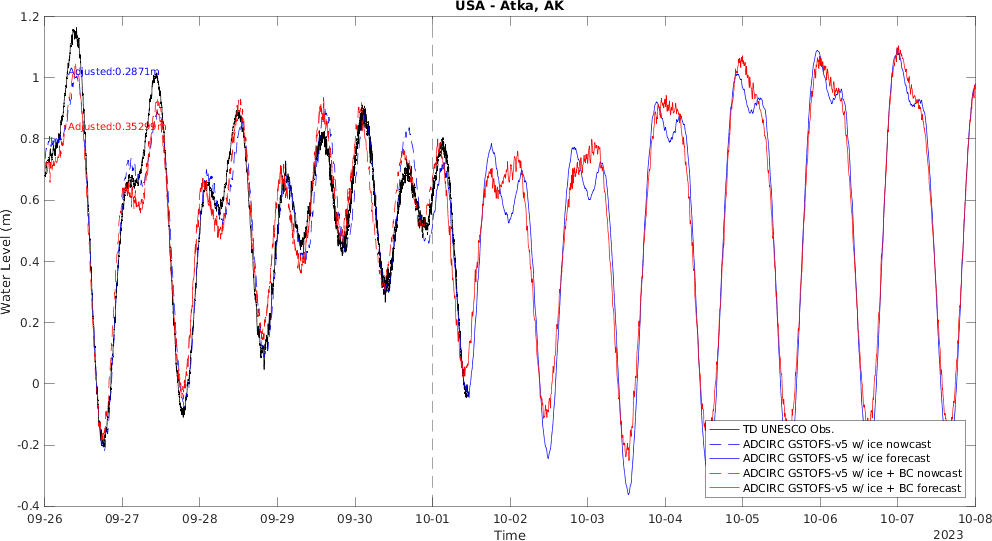 USA - Atka, AK
1.2
1
0.8
0.6
0.4
0.2
0
-0.2
-0.4
Water Level (m)
Adjusted:0.2871m
Adjusted:0.35299m
TD UNESCO Obs.
ADCIRC GSTOFS-v5 w/ ice nowcast
ADCIRC GSTOFS-v5 w/ ice forecast
ADCIRC GSTOFS-v5 w/ ice + BC nowcast
ADCIRC GSTOFS-v5 w/ ice + BC forecast
09-26 09-27 09-28 09-29 09-30 10-01 10-02 10-03 10-04 10-05 10-06 10-07 10-08
Time
2023